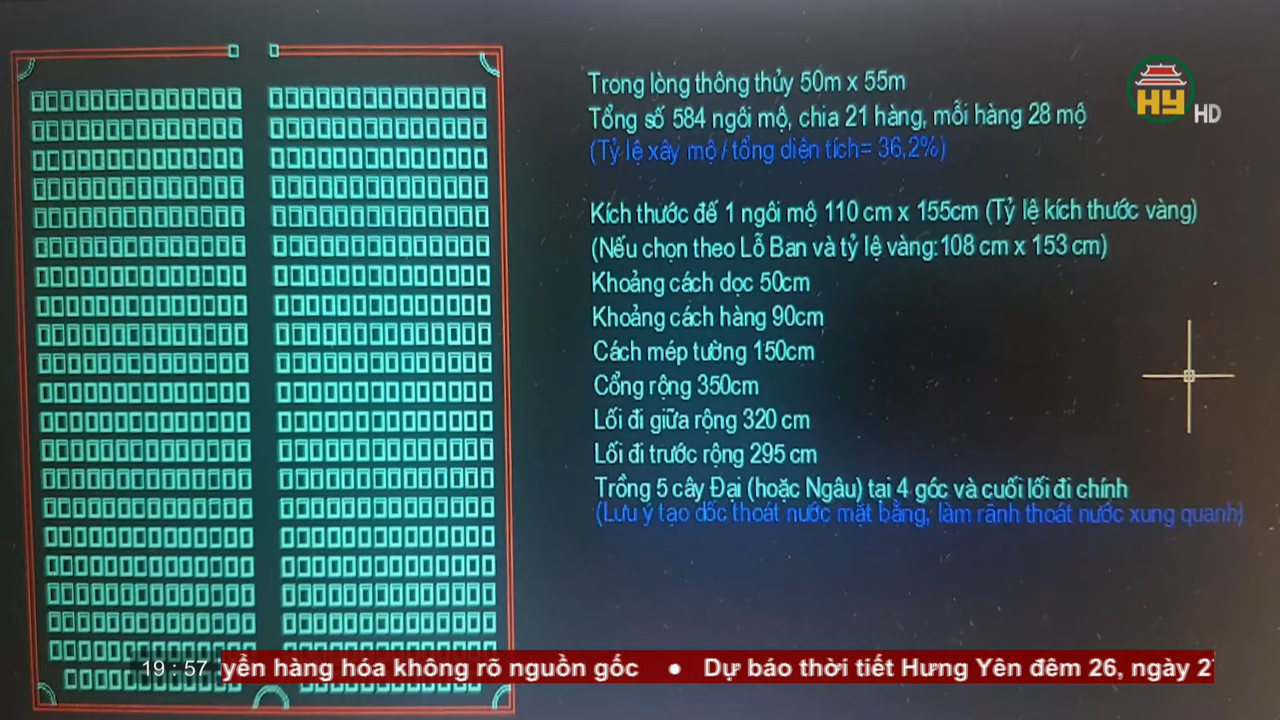 HY HD
Trong lòng thông thủy 50m x 55m
Tổng số 584 ngôi mộ, chia 21 hàng, mỗi hàng 28 mộ
(Tỷ lệ xây mộ / tổng diện tích= 36,2%)
Kích thước đế 1 ngôi mộ 110 cm x 155cm (Tỷ lệ kích thước vàng)
(Nếu chọn theo Lỗ Ban và tỷ lệ vàng:108 cm x 153 cm)
Khoảng cách dọc 50cm
Khoảng cách hàng 90cm
Cách mép tường 150cm
Cổng rộng 350cm
Lối đi giữa rộng 320 cm
Lối đi trước rộng 295 cm
Trồng 5 cây Đại (hoặc Ngâu) tại 4 góc và cuối lối đi chính
(Lưu ý tạo dốc thoát nước mặt bằng, làm rãnh thoát nước xung quanh)
19 : 57 yển hàng hóa không rõ nguồn gốc • Dự báo thời tiết Hưng Yên đêm 26, ngày 2